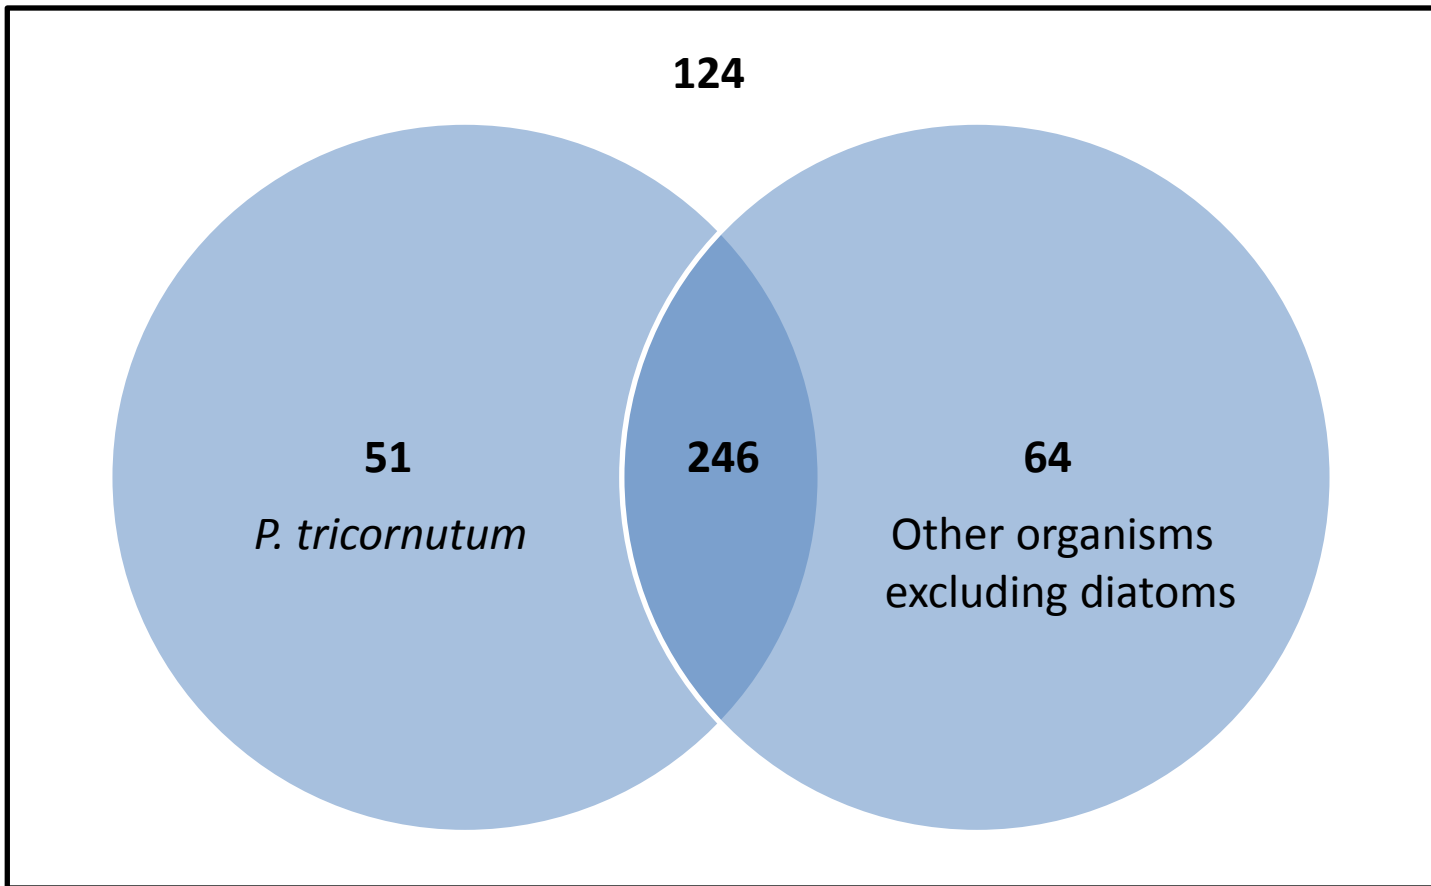 124
51
246
64
P. tricornutum
Other organisms
excluding diatoms